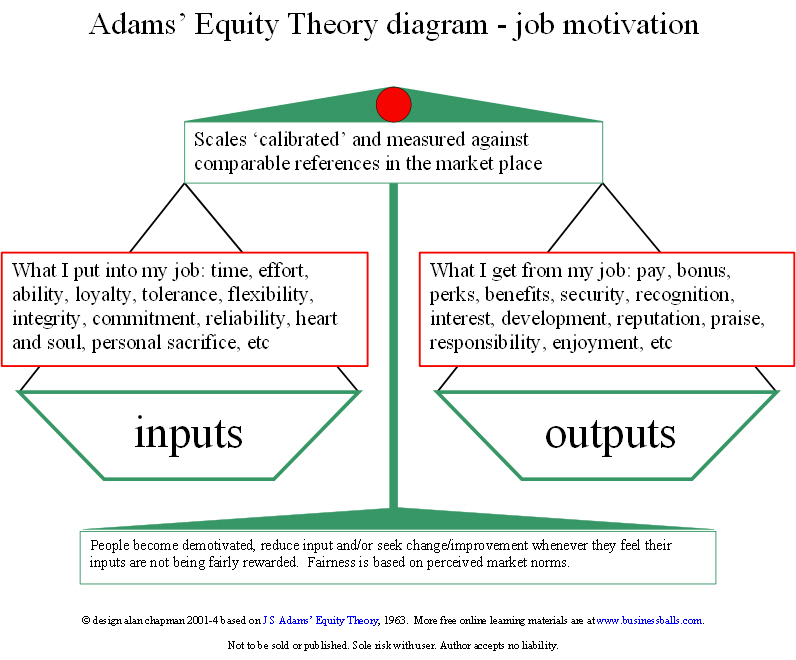 Adams’ Equity Theory diagram - job motivation
Scales ‘calibrated’ and measured against
comparable references in the market place
What I put into my job: time, effort,
ability, loyalty, tolerance, flexibility,
integrity, commitment, reliability, heart
and soul, personal sacrifice, etc
What I get from my job: pay, bonus,
perks, benefits, security, recognition,
interest, development, reputation, praise,
responsibility, enjoyment, etc
inputs
outputs
People become demotivated, reduce input and/or seek change/improvement whenever they feel their
inputs are not being fairly rewarded.  Fairness is based on perceived market norms.
© design alan chapman 2001-4 based on J S Adams’ Equity Theory, 1963.  More free online learning materials are at www.businessballs.com.
Not to be sold or published. Sole risk with user. Author accepts no liability.